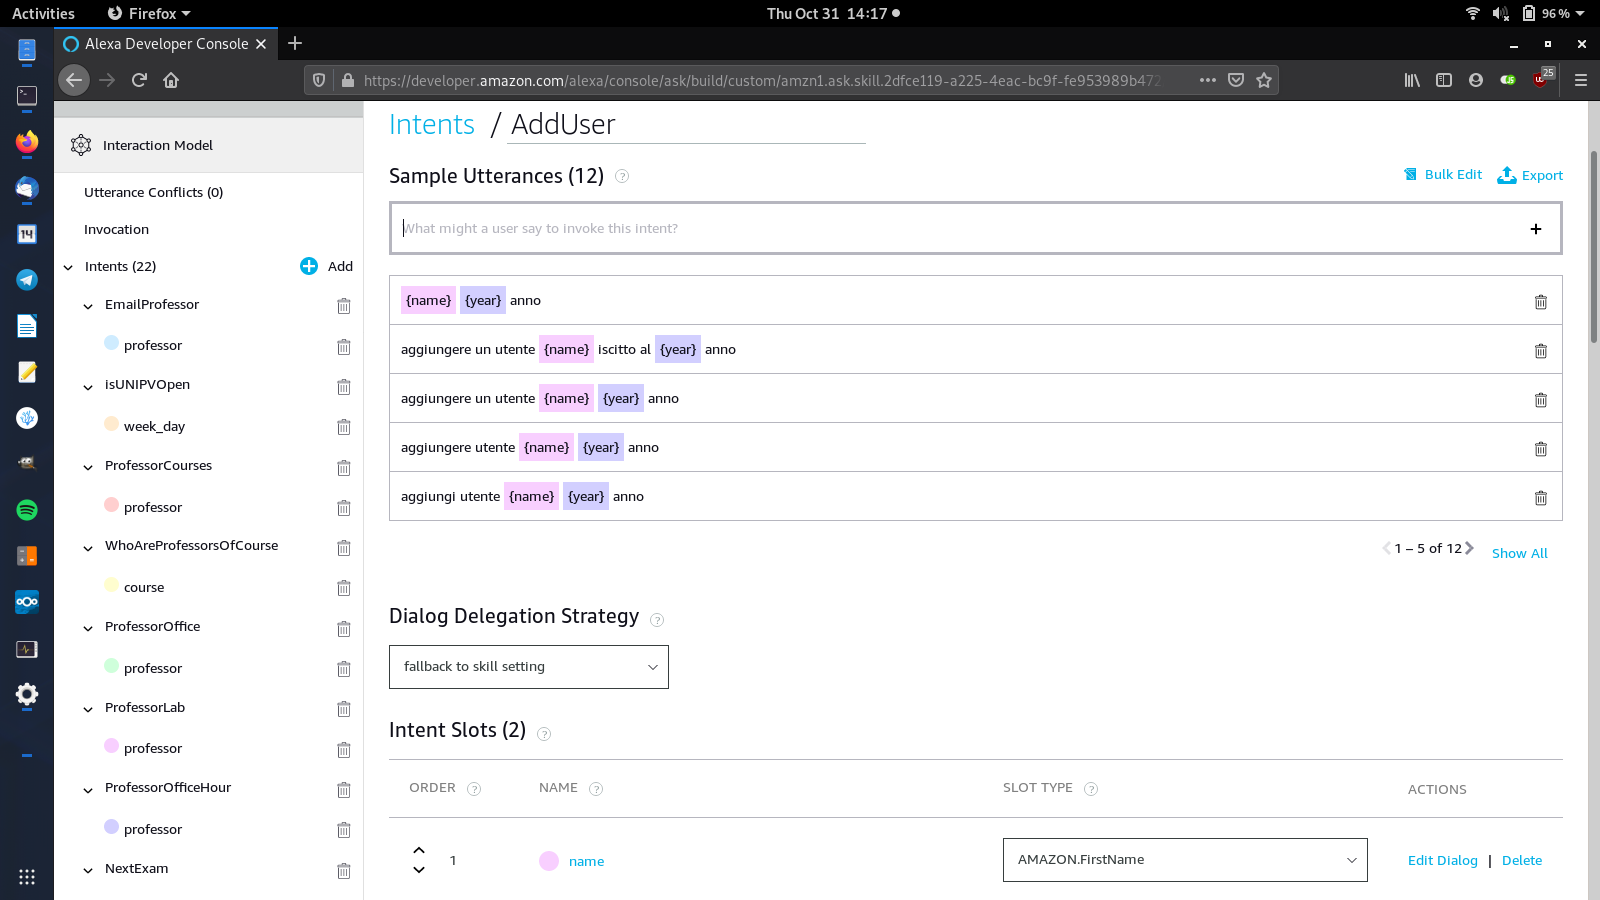 Activities
Firefox
Thu Oct 31 14:17
96 %
Alexa Developer Console
https://developer.amazon.com/alexa/console/ask/build/custom/amzn1.ask.skill.2dfce119-a225-4eac-bc9f-fe953989b472
25
Interaction Model
Utterance Conflicts (0)
Invocation
Intents (22)
Add
EmailProfessor
professor
isUNIPVOpen
week_day
ProfessorCourses
professor
WhoAreProfessorsOfCourse
course
ProfessorOffice
professor
ProfessorLab
professor
ProfessorOfficeHour
professor
NextExam
Intents / AddUser
Sample Utterances (12) ?
Bulk Edit
Export
What might a user say to invoke this intent?
{name} {year} anno
aggiungere un utente {name} iscitto al {year} anno
aggiungere un utente {name} {year} anno
aggiungere utente {name} {year} anno
aggiungi utente {name} {year} anno
1 – 5 of 12
Show All
Dialog Delegation Strategy ?
fallback to skill setting
Intent Slots (2) ?
ORDER ? NAME ? SLOT TYPE ? ACTIONS
1 name AMAZON.FirstName Edit Dialog | Delete
14